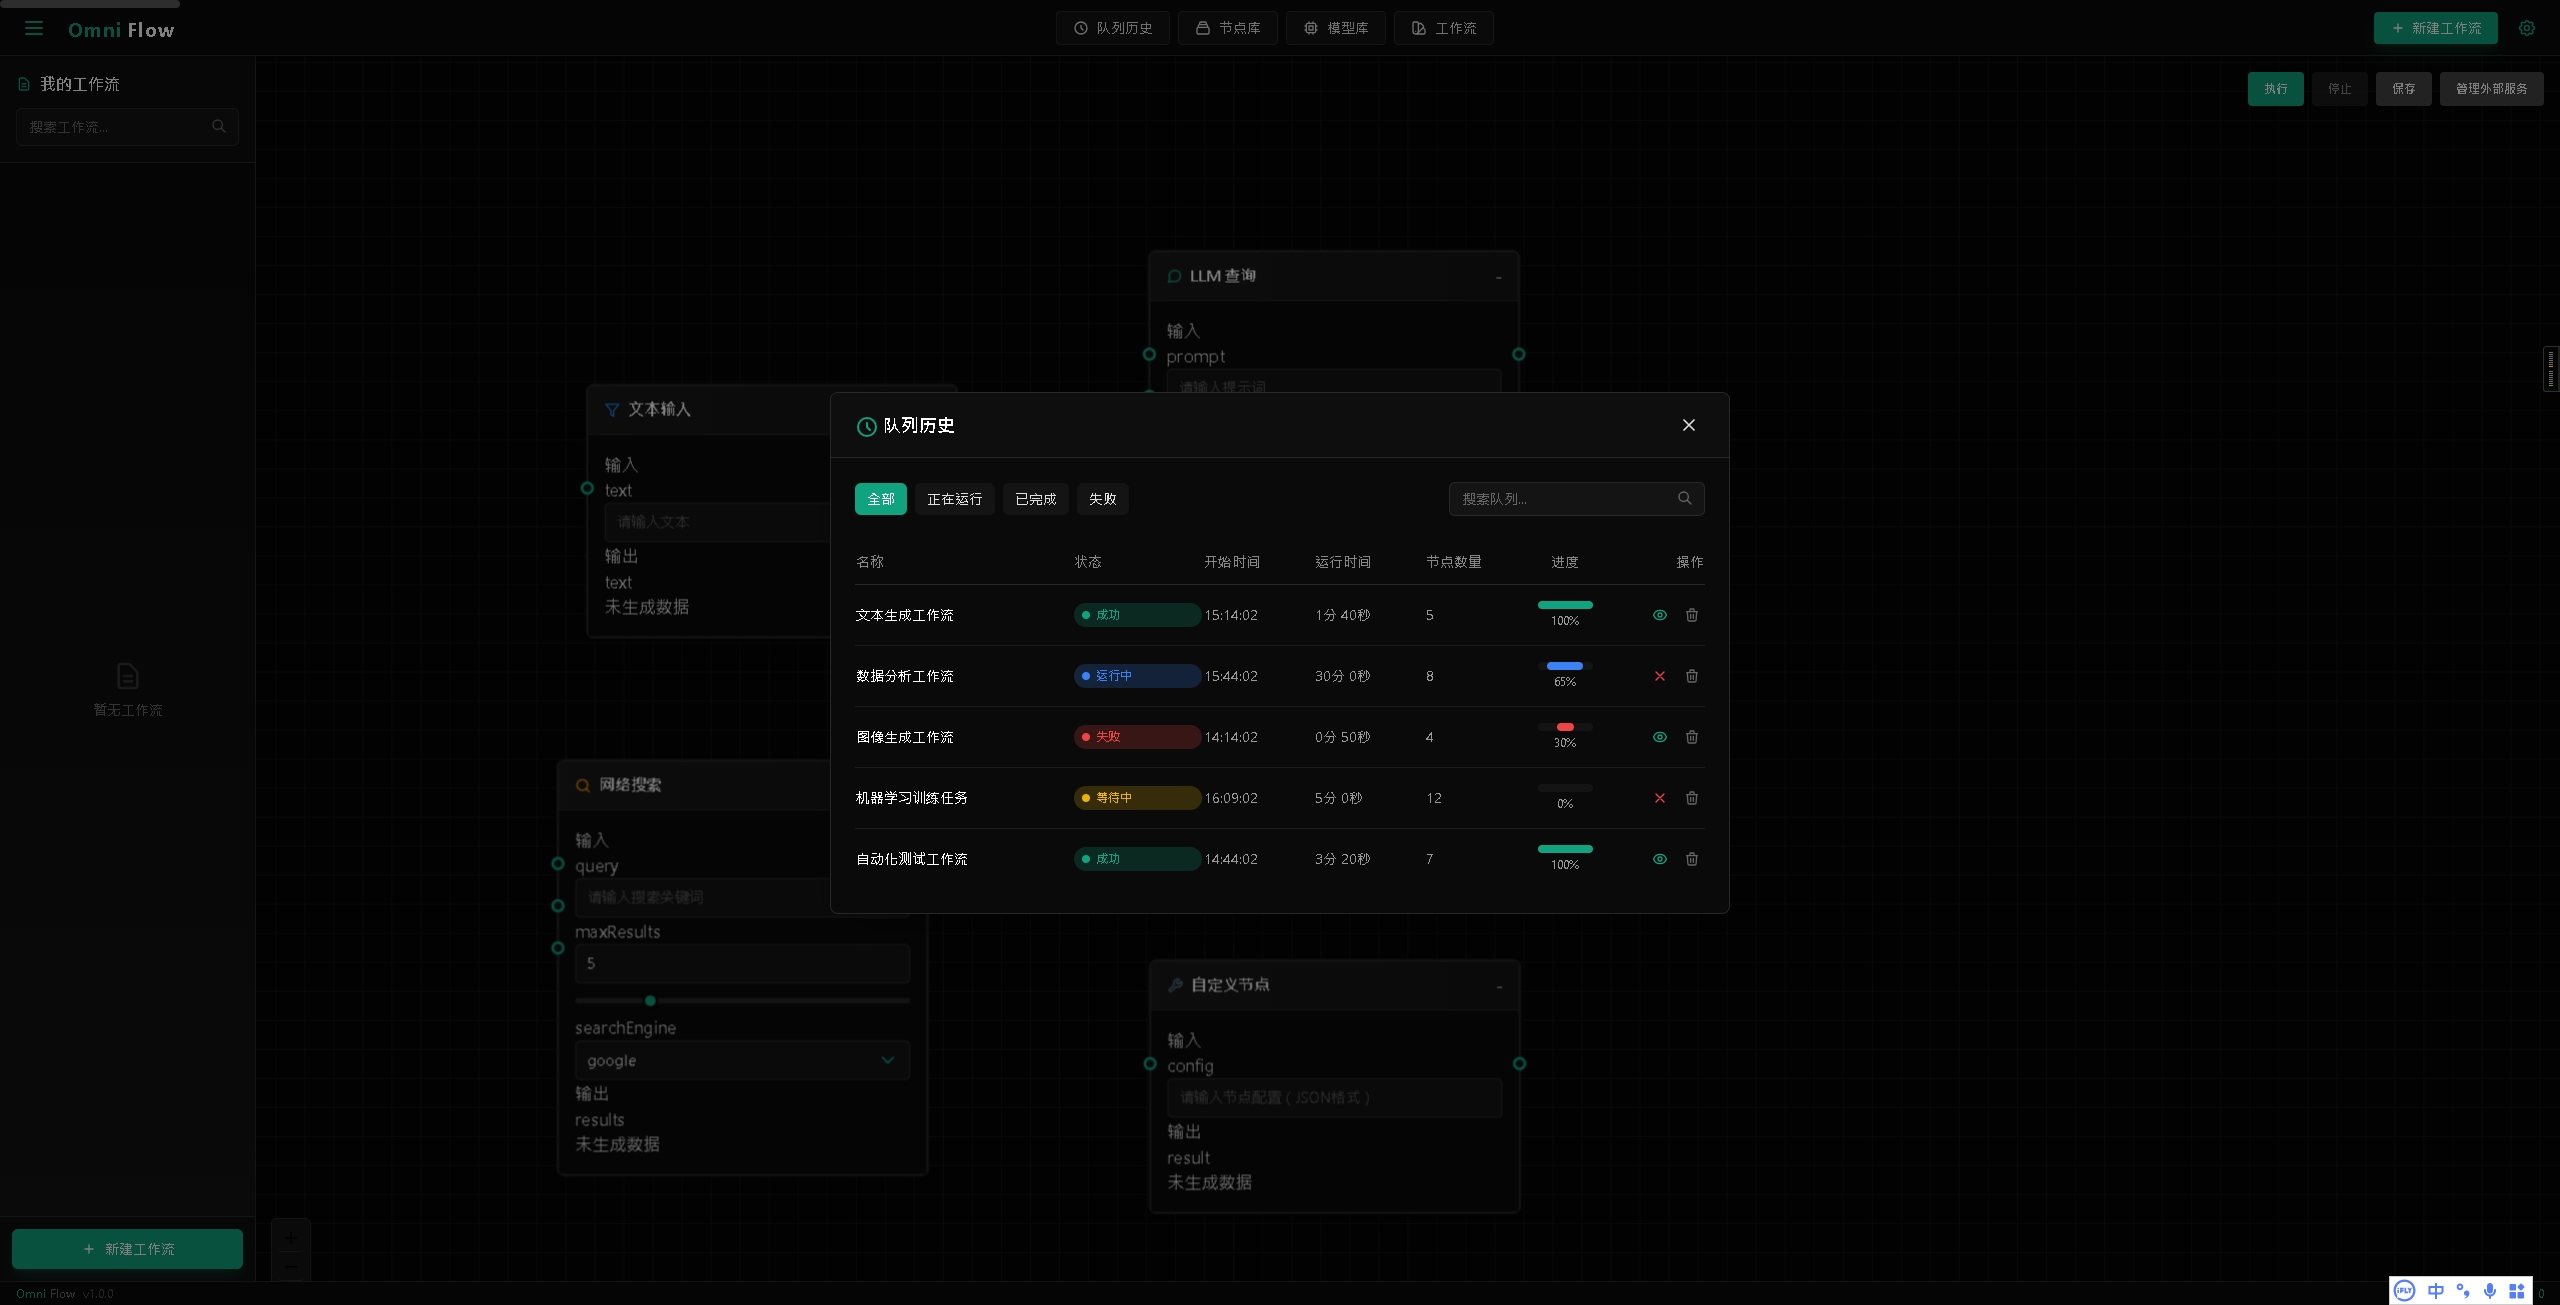 Omni Flow
队列历史
节点库
模型库
工作流
+ 新建工作流
我的工作流
搜索工作流...
执行
停止
保存
管理外部服务
LLM 查询
-
输入
prompt
请输入提示词
文本输入
输入
text
请输入文本
输出
text
未生成数据
队列历史
全部
正在运行
已完成
失败
搜索队列...
名称 状态 开始时间 运行时间 节点数量 进度 操作
文本生成工作流 成功 15:14:02 1分 40秒 5 100%
数据分析工作流 运行中 15:44:02 30分 0秒 8 65%
图像生成工作流 失败 14:14:02 0分 50秒 4 30%
机器学习训练任务 等待中 16:09:02 5分 0秒 12 0%
自动化测试工作流 成功 14:44:02 3分 20秒 7 100%
暂无工作流
网络搜索
输入
query
请输入搜索关键词
maxResults
5
searchEngine
google
输出
results
未生成数据
自定义节点
-
输入
config
请输入节点配置 ( JSON格式 )
输出
result
未生成数据
+ 新建工作流
+
-
Omni Flow v1.0.0
iFLY 中
0